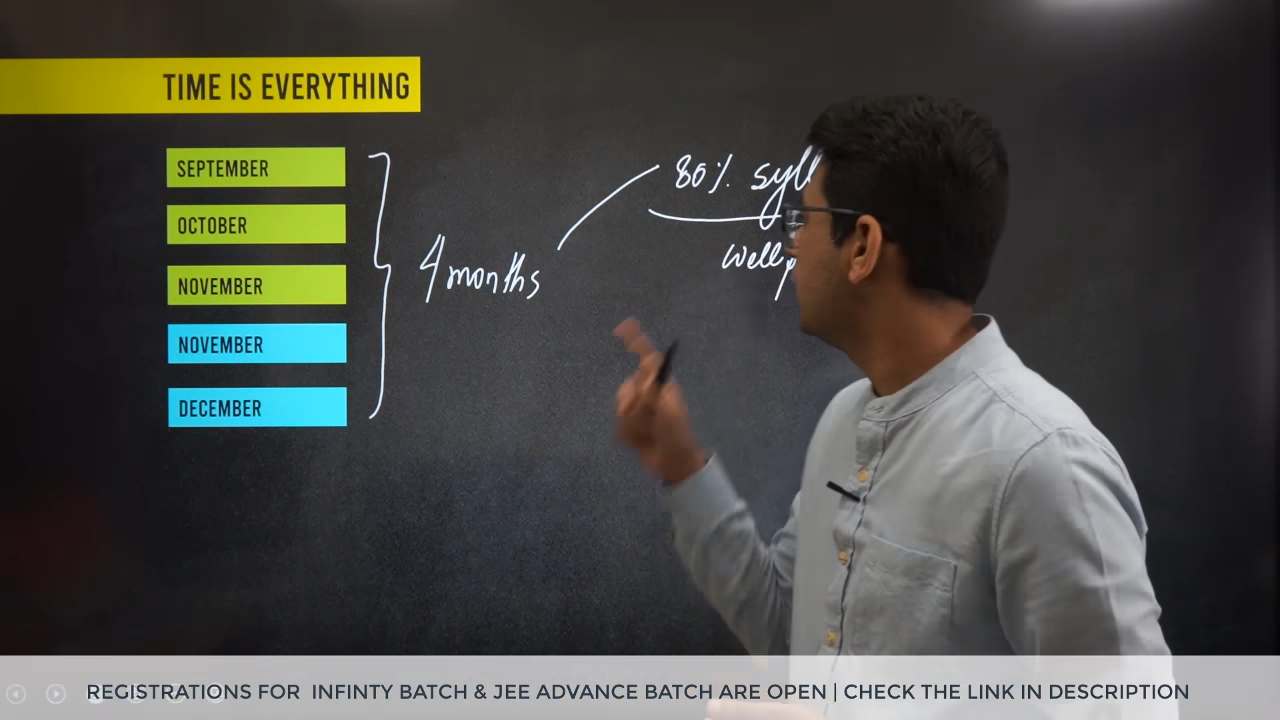 TIME IS EVERYTHING
SEPTEMBER
OCTOBER
NOVEMBER
NOVEMBER
DECEMBER
4 months
80%
well
REGISTRATIONS FOR INFINTY BATCH & JEE ADVANCE BATCH ARE OPEN | CHECK THE LINK IN DESCRIPTION